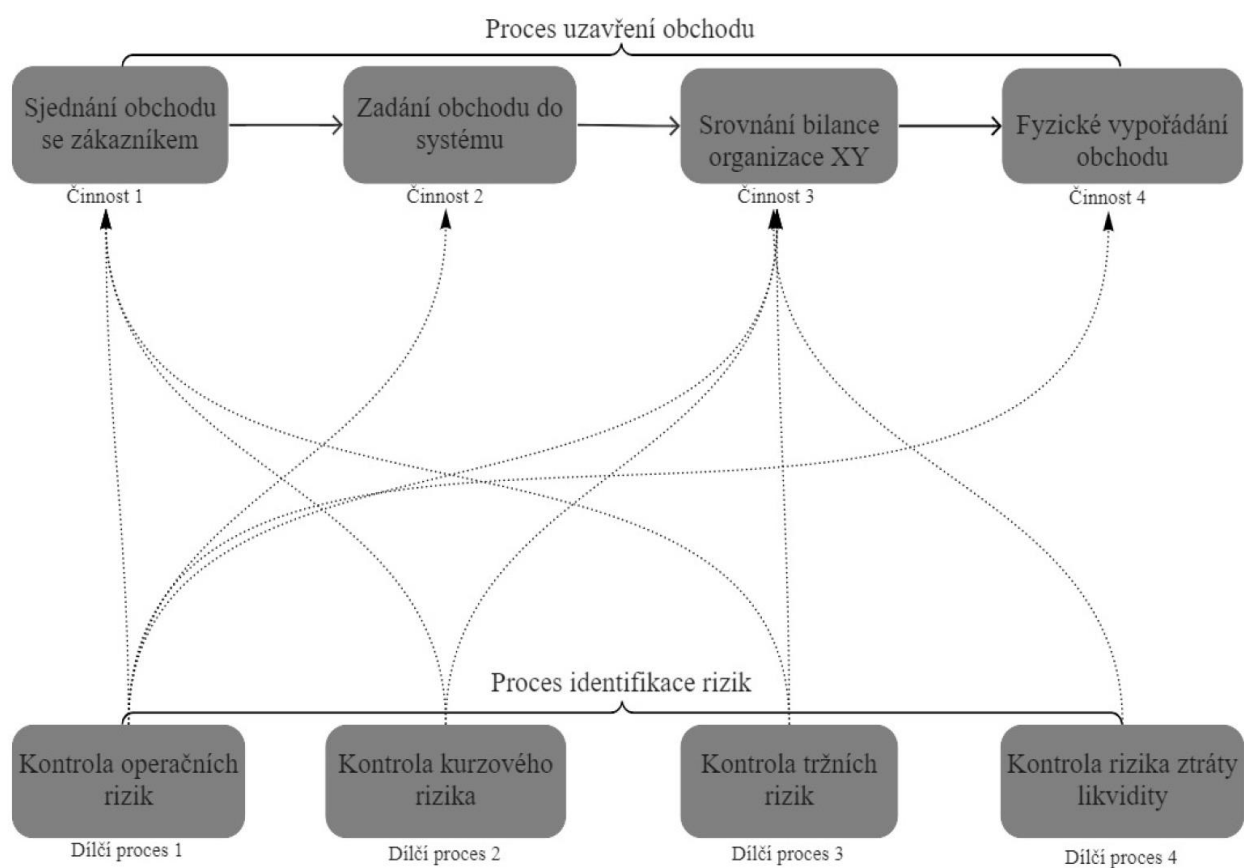 Proces uzavření obchodu
Sjednání obchodu
se zákazníkem
Zadání obchodu do
systému
Srovnání bilance
organizace XY
Fyzické vypořádání
obchodu
Činnost 1
Činnost 2
Činnost 3
Činnost 4
Proces identifikace rizik
Kontrola operačních
rizik
Kontrola kurzového
rizika
Kontrola tržních
rizik
Kontrola rizika ztráty
likvidity
Dílčí proces 1
Dílčí proces 2
Dílčí proces 3
Dílčí proces 4